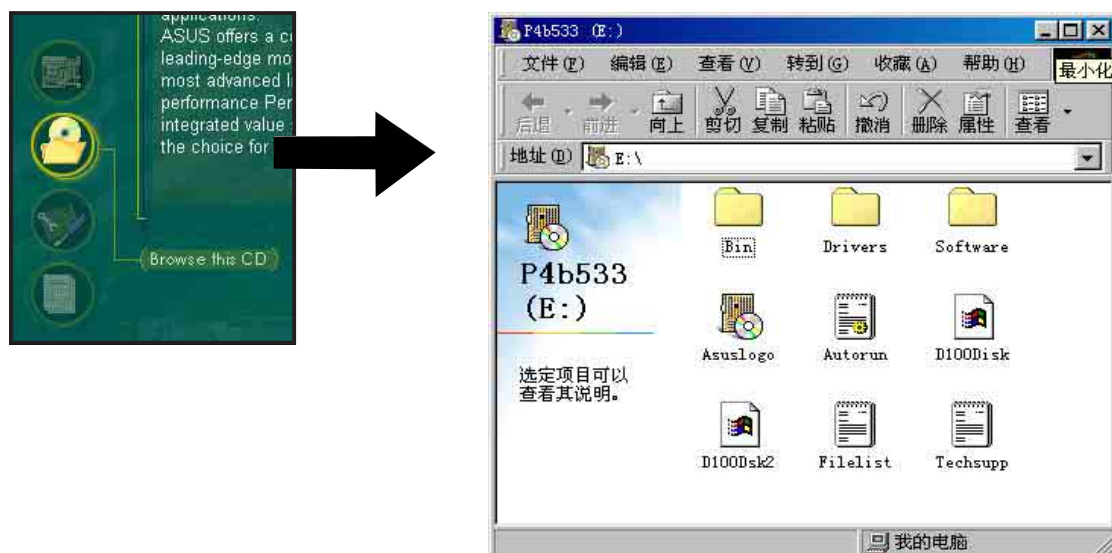 applications.
ASUS offers a c
leading-edge mo
most advanced I
performance Per
integrated value
the choice for
Browse this CD
P4b533 (E:)
文件(F) 编辑(E) 查看(V) 转到(G) 收藏(A) 帮助(H)
最小化
后退 前进 向上 剪切 复制 粘贴 撤消 删除 属性 查看
地址(D) E:\
P4b533
(E:)
选定项目可以
查看其说明。
Bin Drivers Software
Asuslogo Autorun D100Disk
D100Dsk2 Filelist Techsupp
我的电脑